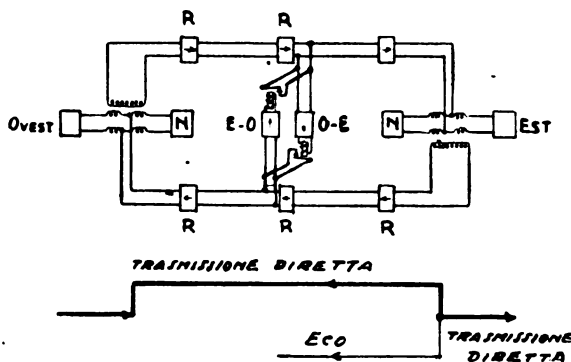 R R
OVEST N E-O O-E N EST
R R R
TRASMISSIONE DIRETTA
ECO
TRASMISSIONE
DIRETTA